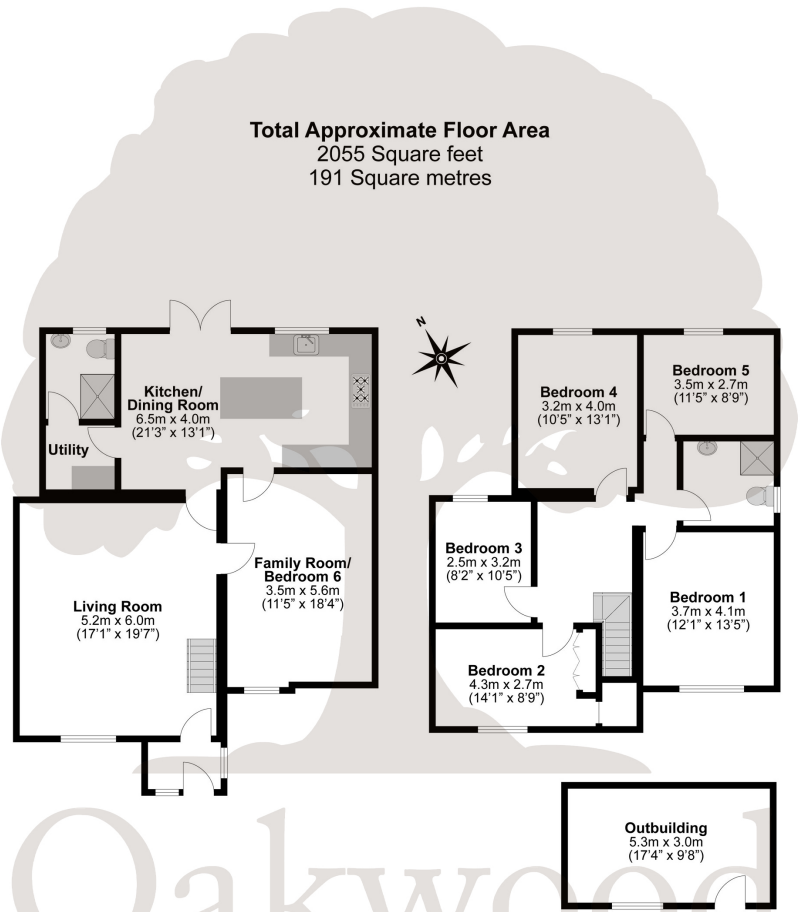 Total Approximate Floor Area
2055 Square feet
191 Square metres
N
Kitchen/
Dining Room
6.5m x 4.0m
(21'3" x 13'1")
Utility
Living Room
5.2m x 6.0m
(17'1" x 19'7")
Family Room/
Bedroom 6
3.5m x 5.6m
(11'5" x 18'4")
Bedroom 4
3.2m x 4.0m
(10'5" x 13'1")
Bedroom 5
3.5m x 2.7m
(11'5" x 8'9")
Bedroom 3
2.5m x 3.2m
(8'2" x 10'5")
Bedroom 1
3.7m x 4.1m
(12'1" x 13'5")
Bedroom 2
4.3m x 2.7m
(14'1" x 8'9")
Outbuilding
5.3m x 3.0m
(17'4" x 9'8")
Oakwood